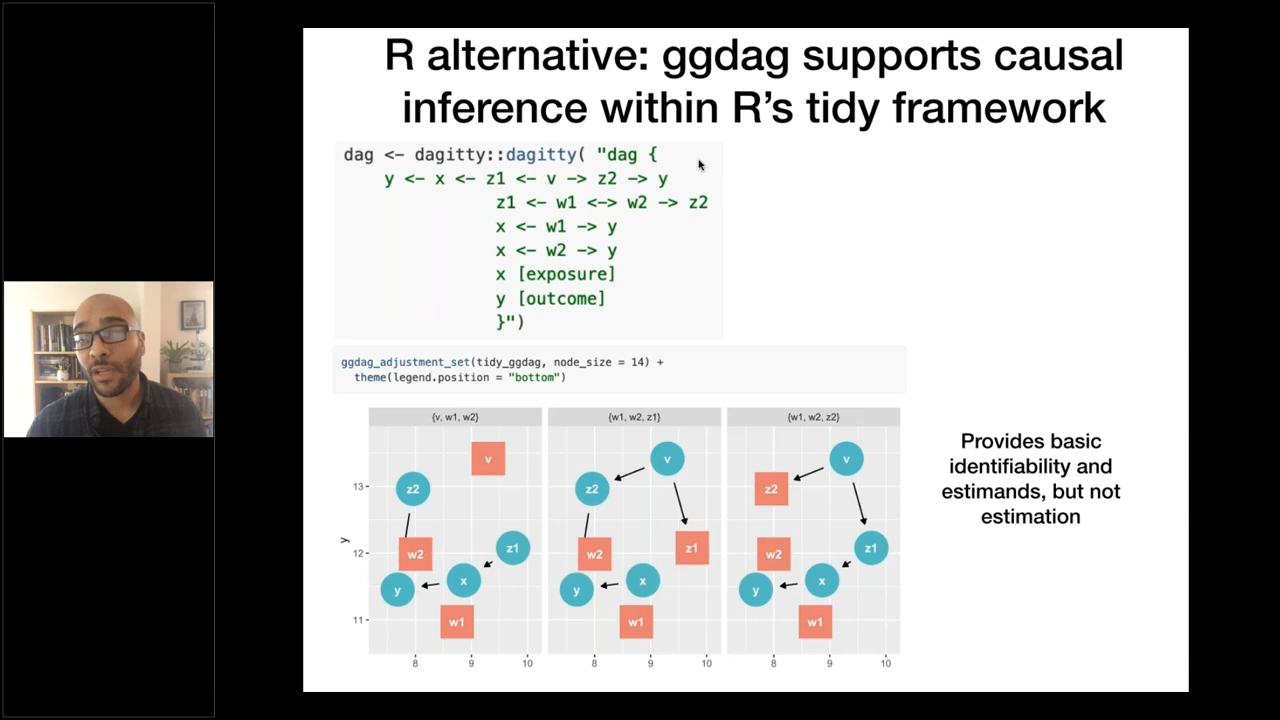 R alternative: ggdag supports causal
inference within R's tidy framework
dag <- dagitty::dagitty( "dag {
y <- x <- z1 <- v -> z2 -> y
z1 <- w1 <-> w2 -> z2
x <- w1 -> y
x <- w2 -> y
x [exposure]
y [outcome]
}")
ggdag_adjustment_set(tidy_ggdag, node_size = 14) +
theme(legend.position = "bottom")
{v, w1, w2}
{w1, w2, z1}
{w1, w2, z2}
y
13
12
11
v
z2
w2
z1
x
y
w1
8
9
10
v
z2
w2
z1
x
y
w1
8
9
10
v
z2
w2
z1
x
y
w1
8
9
10
Provides basic
identifiability and
estimands, but not
estimation